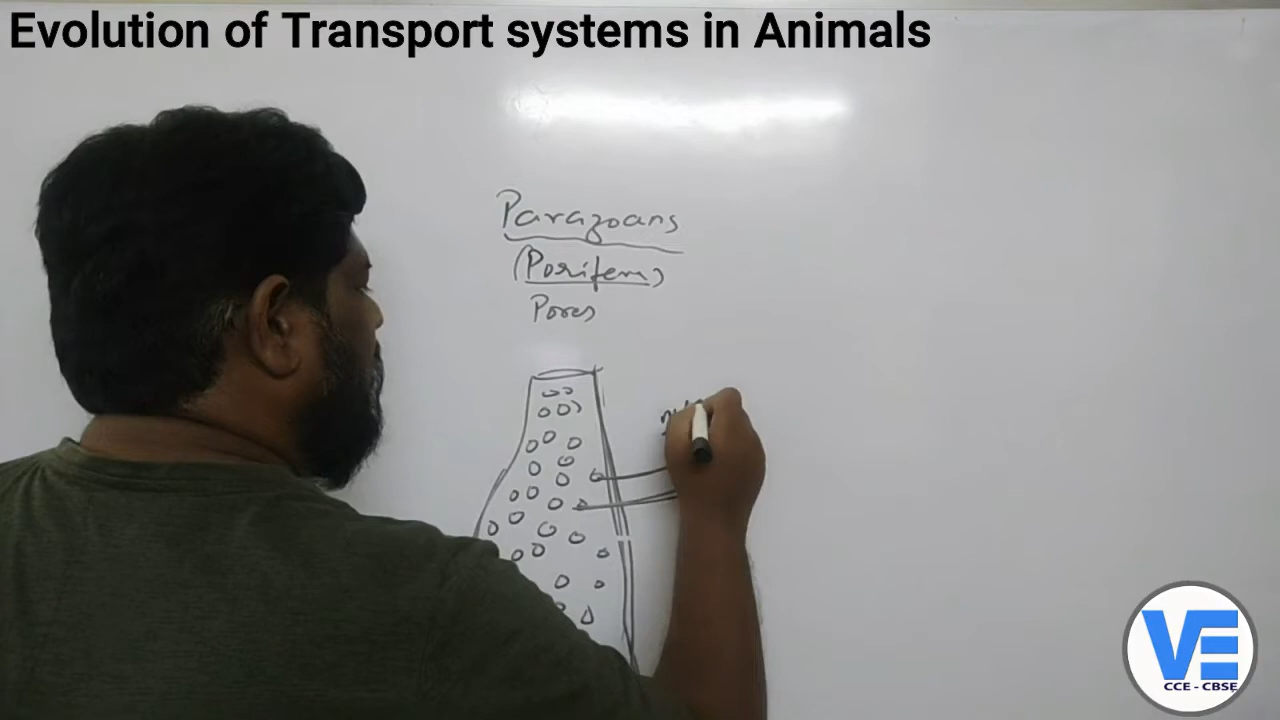 Evolution of Transport systems in Animals
Parazoans
(Porifera)
Pores
VE
CCE - CBSE